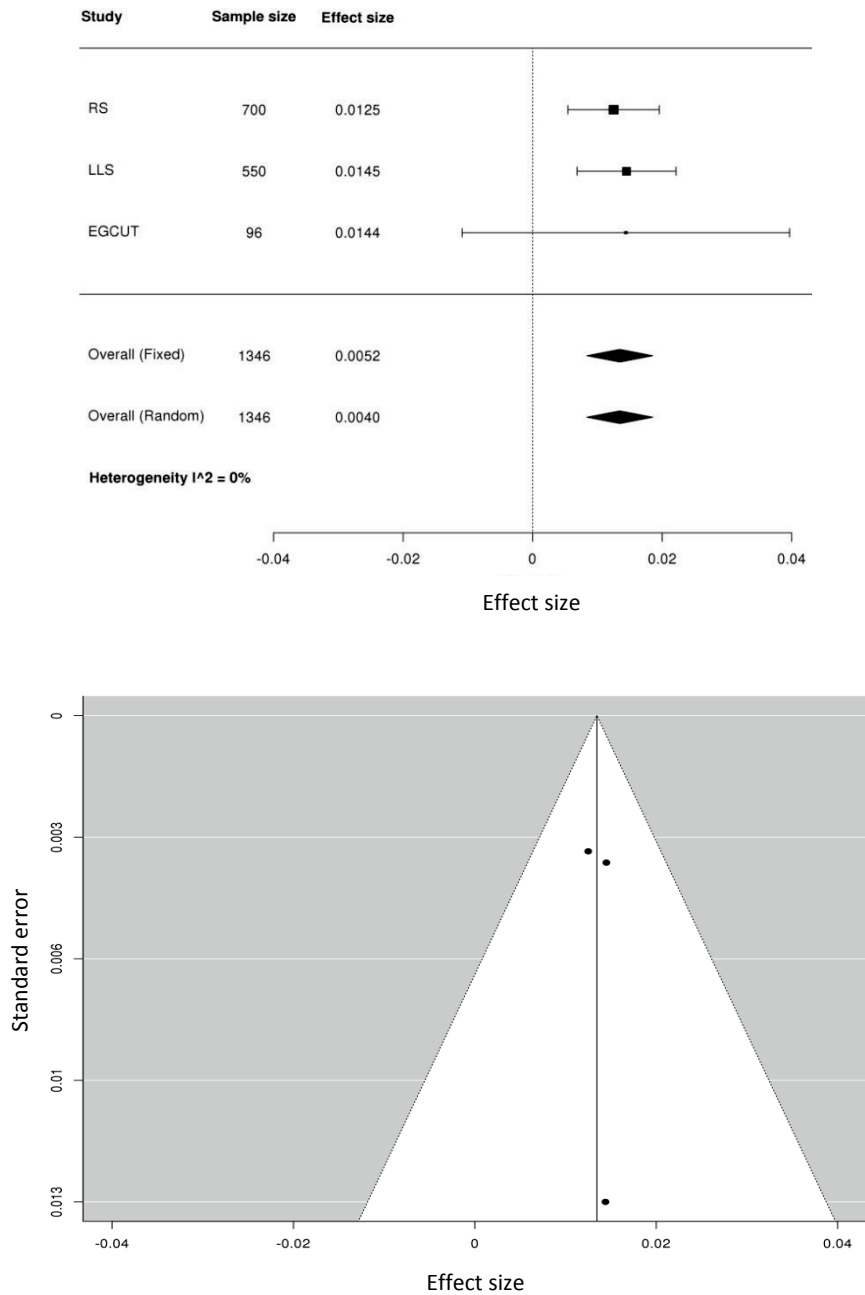 Study Sample size Effect size
RS 700 0.0125
LLS 550 0.0145
EGCUT 96 0.0144
Overall (Fixed) 1346 0.0052
Overall (Random) 1346 0.0040
Heterogeneity I^2 = 0%
-0.04 -0.02 0 0.02 0.04
Effect size
0
0.003
0.006
0.01
0.013
Standard error
-0.04 -0.02 0 0.02 0.04
Effect size